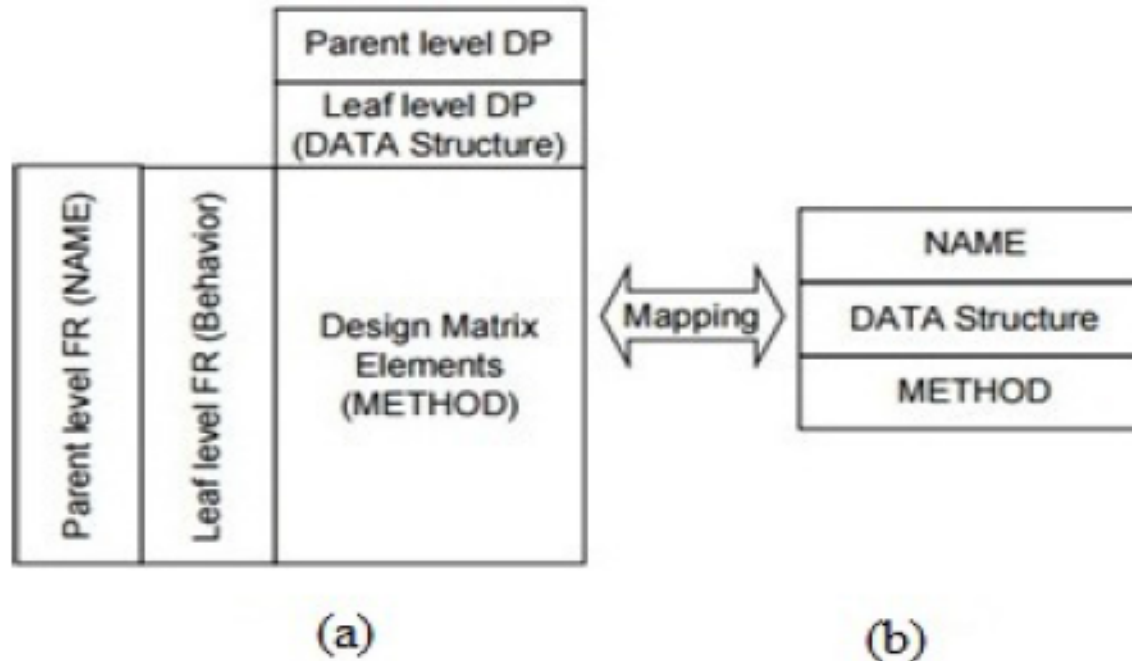 Parent level DP
Leaf level DP
(DATA Structure)
Parent level FR (NAME)
Leaf level FR (Behavior)
Design Matrix
Elements
(METHOD)
Mapping
NAME
DATA Structure
METHOD
(a)
(b)